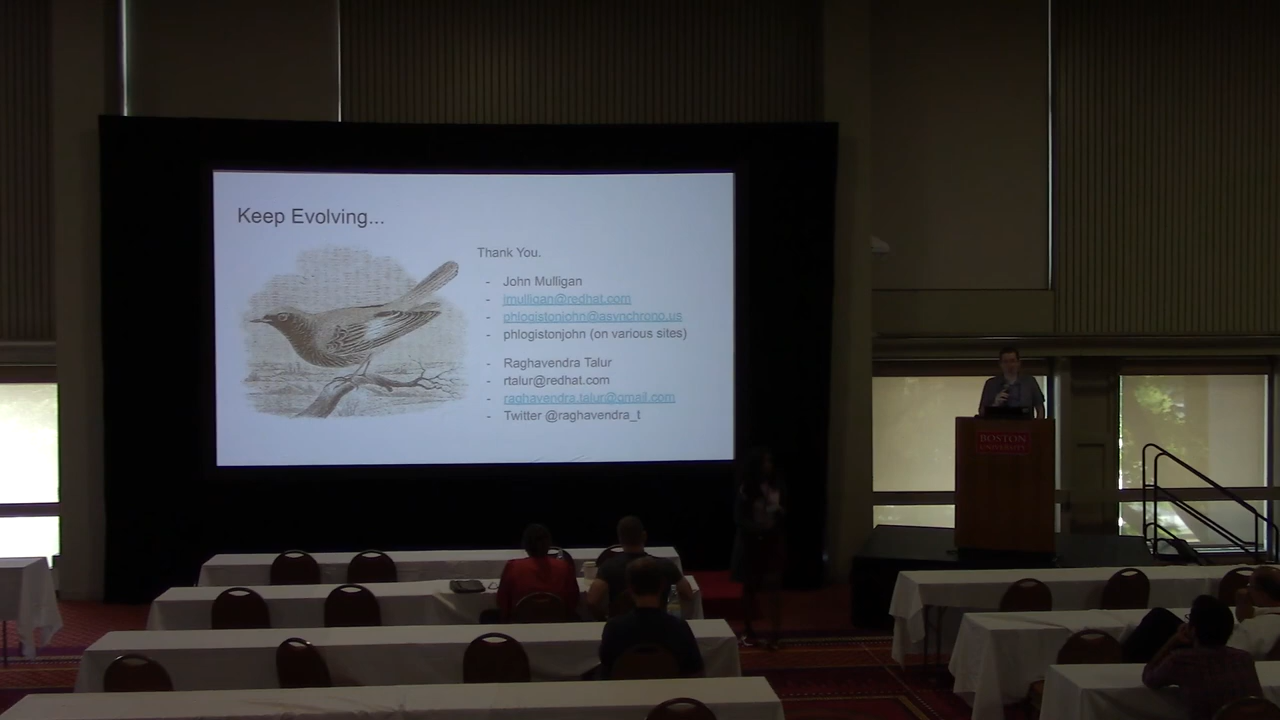 Keep Evolving...
Thank You.
- John Mulligan
- jmulligan@redhat.com
- phlogistonjohn@asynchrono.us
- phlogistonjohn (on various sites)
- Raghavendra Talur
- rtalur@redhat.com
- raghavendra.talur@gmail.com
- Twitter @raghavendra_t
BOSTON
UNIVERSITY